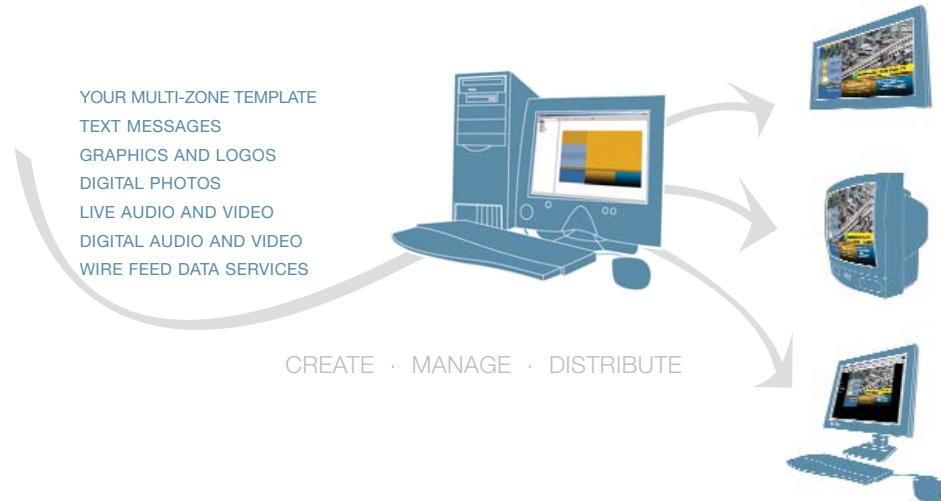 YOUR MULTI-ZONE TEMPLATE
TEXT MESSAGES
GRAPHICS AND LOGOS
DIGITAL PHOTOS
LIVE AUDIO AND VIDEO
DIGITAL AUDIO AND VIDEO
WIRE FEED DATA SERVICES
CREATE · MANAGE · DISTRIBUTE